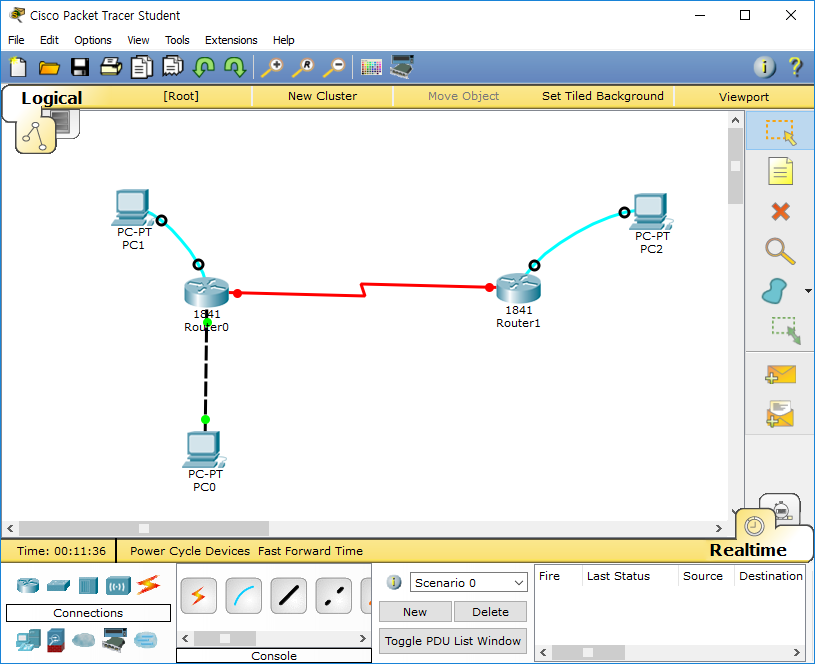 Cisco Packet Tracer Student
File Edit Options View Tools Extensions Help
Logical [Root] New Cluster Move Object Set Tiled Background Viewport
PC-PT
PC1
PC-PT
PC2
1841
Router0
1841
Router1
PC-PT
PC0
Time: 00:11:36 Power Cycle Devices Fast Forward Time Realtime
Connections
Console
Scenario 0
New Delete
Toggle PDU List Window
Fire Last Status Source Destination